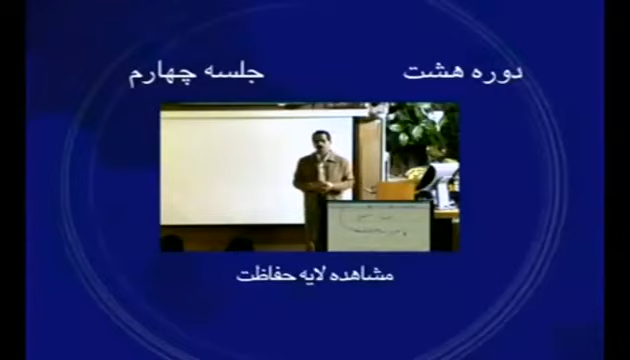 دوره هشت
جلسه چهارم
مشاهده لایه حفاظت